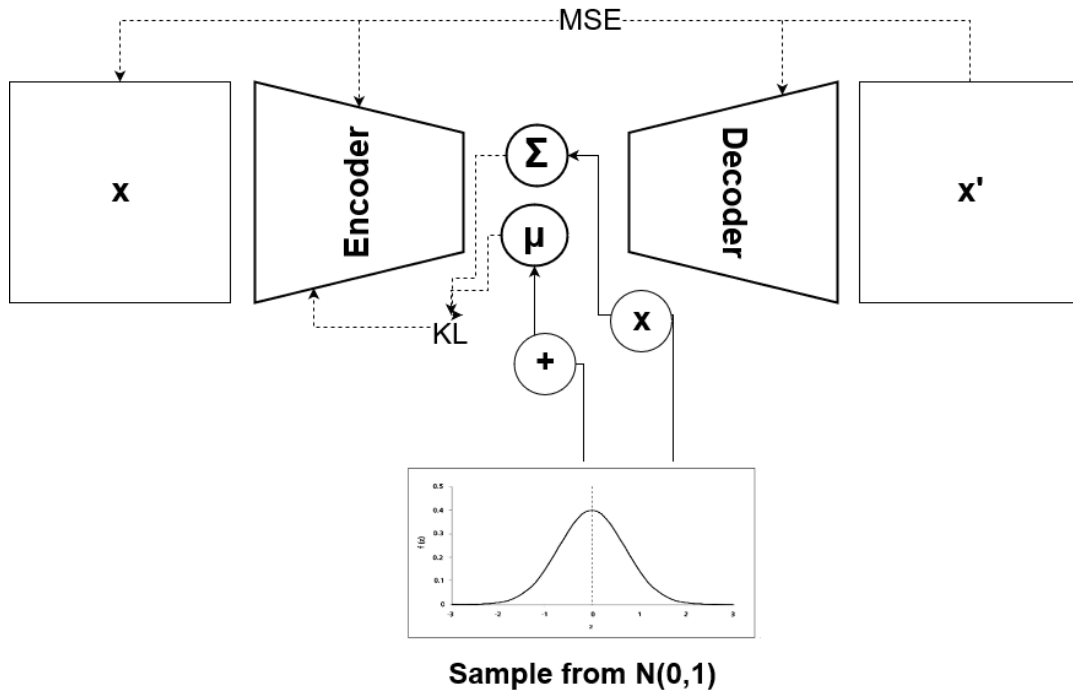 MSE
x
Encoder
Σ
μ
Decoder
x'
KL
+
x
0.5
0.4
0.3
0.2
0.1
0
f(z)
-3 -2 -1 0 1 2 3
z
Sample from N(0,1)